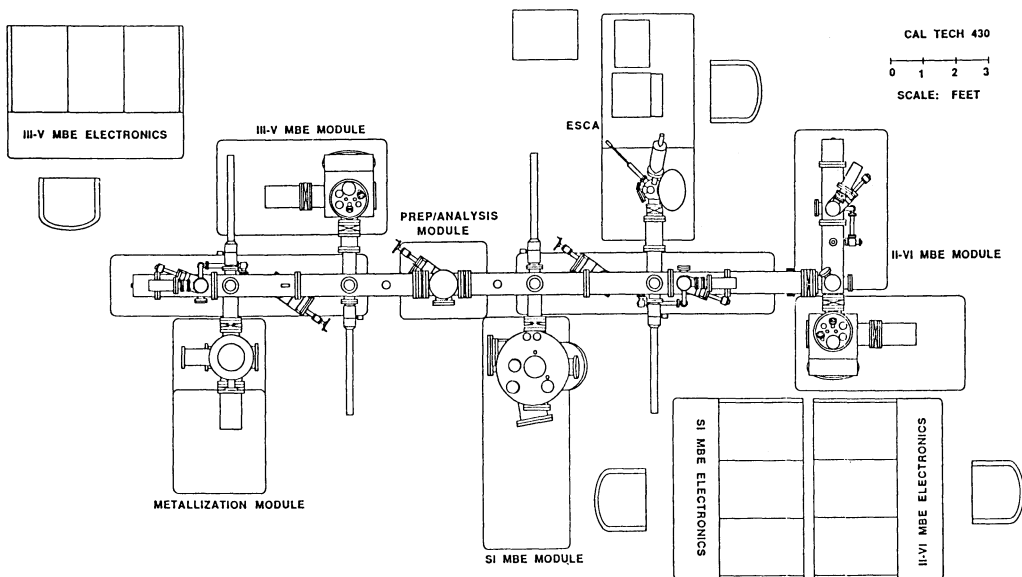 CAL TECH 430
0 1 2 3
SCALE: FEET
ESCA
III-V MBE ELECTRONICS
III-V MBE MODULE
PREP/ANALYSIS
MODULE
II-VI MBE MODULE
METALLIZATION MODULE
SI MBE MODULE
SI MBE ELECTRONICS
II-VI MBE ELECTRONICS